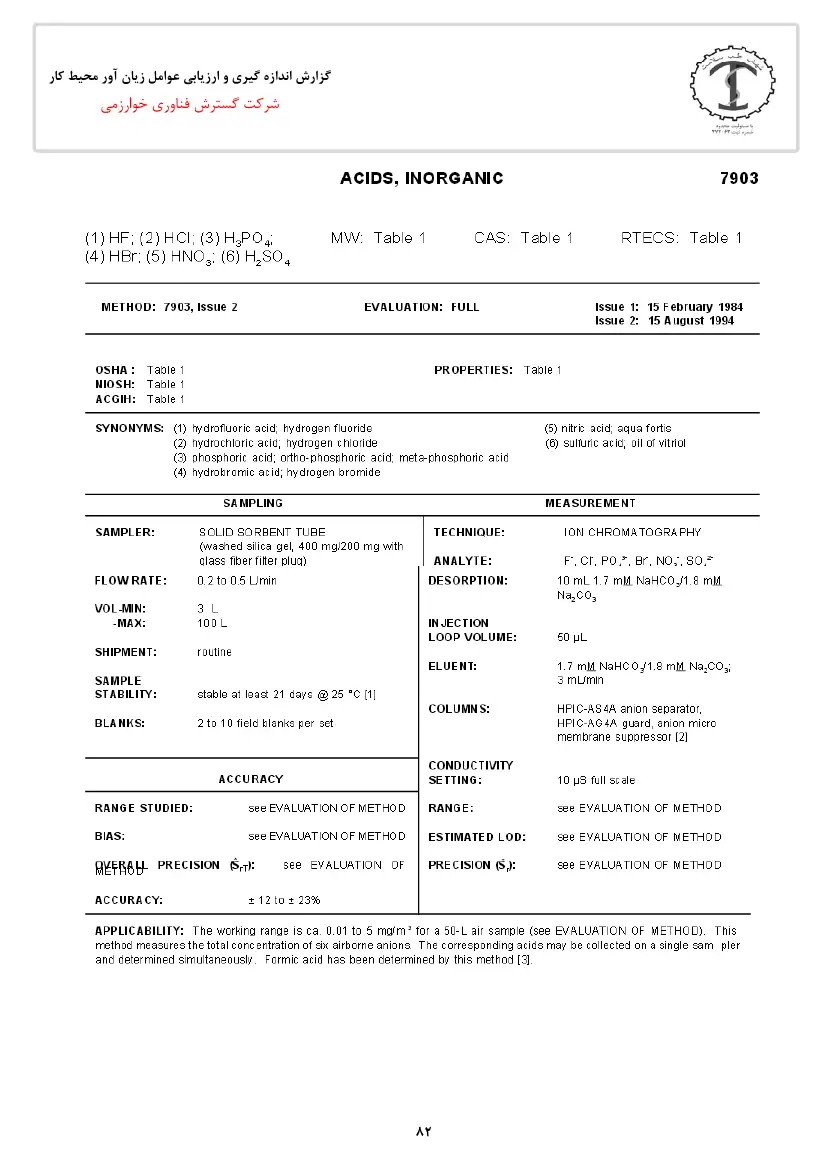 گزارش اندازه گیری و ارزیابی عوامل زیان آور محیط کار
شرکت گسترش فناوری خوارزمی
شهاب طب سلامت
با مسئولیت محدود
ACIDS, INORGANIC 7903
(1) HF; (2) HCl; (3) H3PO4; MW: Table 1 CAS: Table 1 RTECS: Table 1
(4) HBr; (5) HNO3; (6) H2SO4
METHOD: 7903, Issue 2 EVALUATION: FULL Issue 1: 15 February 1984
Issue 2: 15 August 1994
OSHA : Table 1 PROPERTIES: Table 1
NIOSH: Table 1
ACGIH: Table 1
SYNONYMS: (1) hydrofluoric acid; hydrogen fluoride (5) nitric acid; aqua fortis
(2) hydrochloric acid; hydrogen chloride (6) sulfuric acid; oil of vitriol
(3) phosphoric acid; ortho-phosphoric acid; meta-phosphoric acid
(4) hydrobromic acid; hydrogen bromide
SAMPLING
SAMPLER: SOLID SORBENT TUBE
(washed silica gel, 400 mg/200 mg with
glass fiber filter plug)
FLOW RATE: 0.2 to 0.5 L/min
VOL-MIN: 3 L
-MAX: 100 L
SHIPMENT: routine
SAMPLE
STABILITY: stable at least 21 days @ 25 °C [1]
BLANKS: 2 to 10 field blanks per set
ACCURACY
RANGE STUDIED: see EVALUATION OF METHOD
BIAS: see EVALUATION OF METHOD
OVERALL PRECISION (ŜrT): see EVALUATION OF
METHOD
ACCURACY: ± 12 to ± 23%
MEASUREMENT
TECHNIQUE: ION CHROMATOGRAPHY
ANALYTE: F-, Cl-, PO4 3-, Br-, NO3-, SO4 2-
DESORPTION: 10 mL 1.7 mM NaHCO3/1.8 mM
Na2CO3
INJECTION
LOOP VOLUME: 50 µL
ELUENT: 1.7 mM NaHCO3/1.8 mM Na2CO3;
3 mL/min
COLUMNS: HPIC-AS4A anion separator,
HPIC-AG4A guard, anion micro
membrane suppressor [2]
CONDUCTIVITY
SETTING: 10 µS full scale
RANGE: see EVALUATION OF METHOD
ESTIMATED LOD: see EVALUATION OF METHOD
PRECISION (Ŝr): see EVALUATION OF METHOD
APPLICABILITY: The working range is ca. 0.01 to 5 mg/m³ for a 50-L air sample (see EVALUATION OF METHOD). This
method measures the total concentration of six airborne anions. The corresponding acids may be collected on a single sam pler
and determined simultaneously. Formic acid has been determined by this method [3].
۸۲